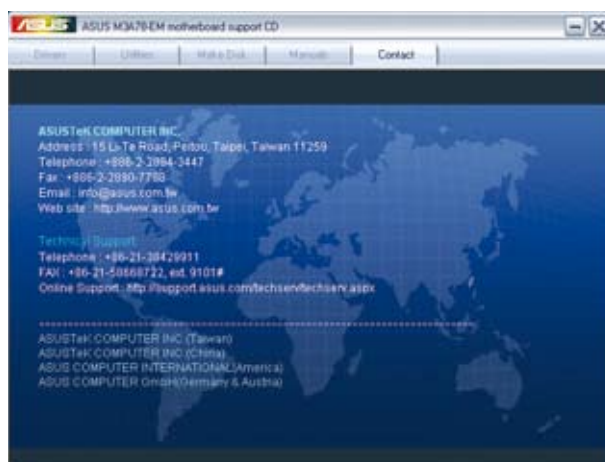 ASUS ASUS M3A78-EM motherboard support CD
Drivers Utilities Make Disk Manuals Contact
ASUSTeK COMPUTER INC.
Address : 15 Li-Te Road, Peitou, Taipei, Taiwan 11259
Telephone : +886-2-2894-3447
Fax : +886-2-2890-7798
Email : info@asus.com.tw
Web site : http://www.asus.com.tw
Technical Support
Telephone : +86-21-38429911
FAX : +86-21-58668722, ext. 9101#
Online Support : http://support.asus.com/techserv/techserv.aspx
ASUSTeK COMPUTER INC.(Taiwan)
ASUSTeK COMPUTER INC.(China)
ASUS COMPUTER INTERNATIONAL(America)
ASUS COMPUTER GmbH(Germany & Austria)